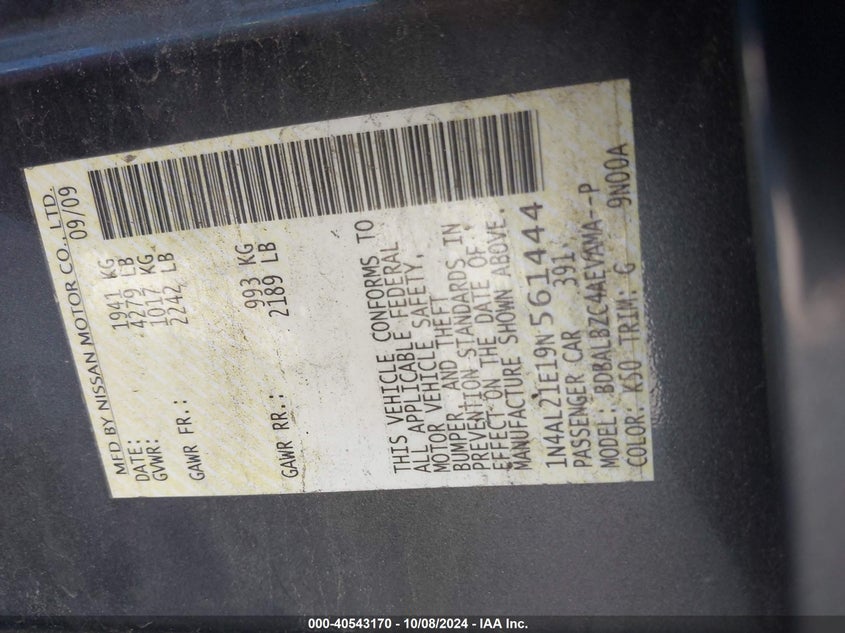 MFD BY NISSAN MOTOR CO., LTD.
DATE: 09/09
GVWR: 1941 KG
4279 LB
GAWR FR.: 1017 KG
2242 LB
GAWR RR.: 993 KG
2189 LB
THIS VEHICLE CONFORMS TO
ALL APPLICABLE FEDERAL
MOTOR VEHICLE SAFETY,
BUMPER, AND THEFT
PREVENTION STANDARDS IN
EFFECT ON THE DATE OF
MANUFACTURE SHOWN ABOVE.
1N4AL21E19N561444
PASSENGER CAR 391
MODEL: --P
COLOR: K50 TRIM: G 9N00A
000-40543170 - 10/08/2024 - IAA Inc.